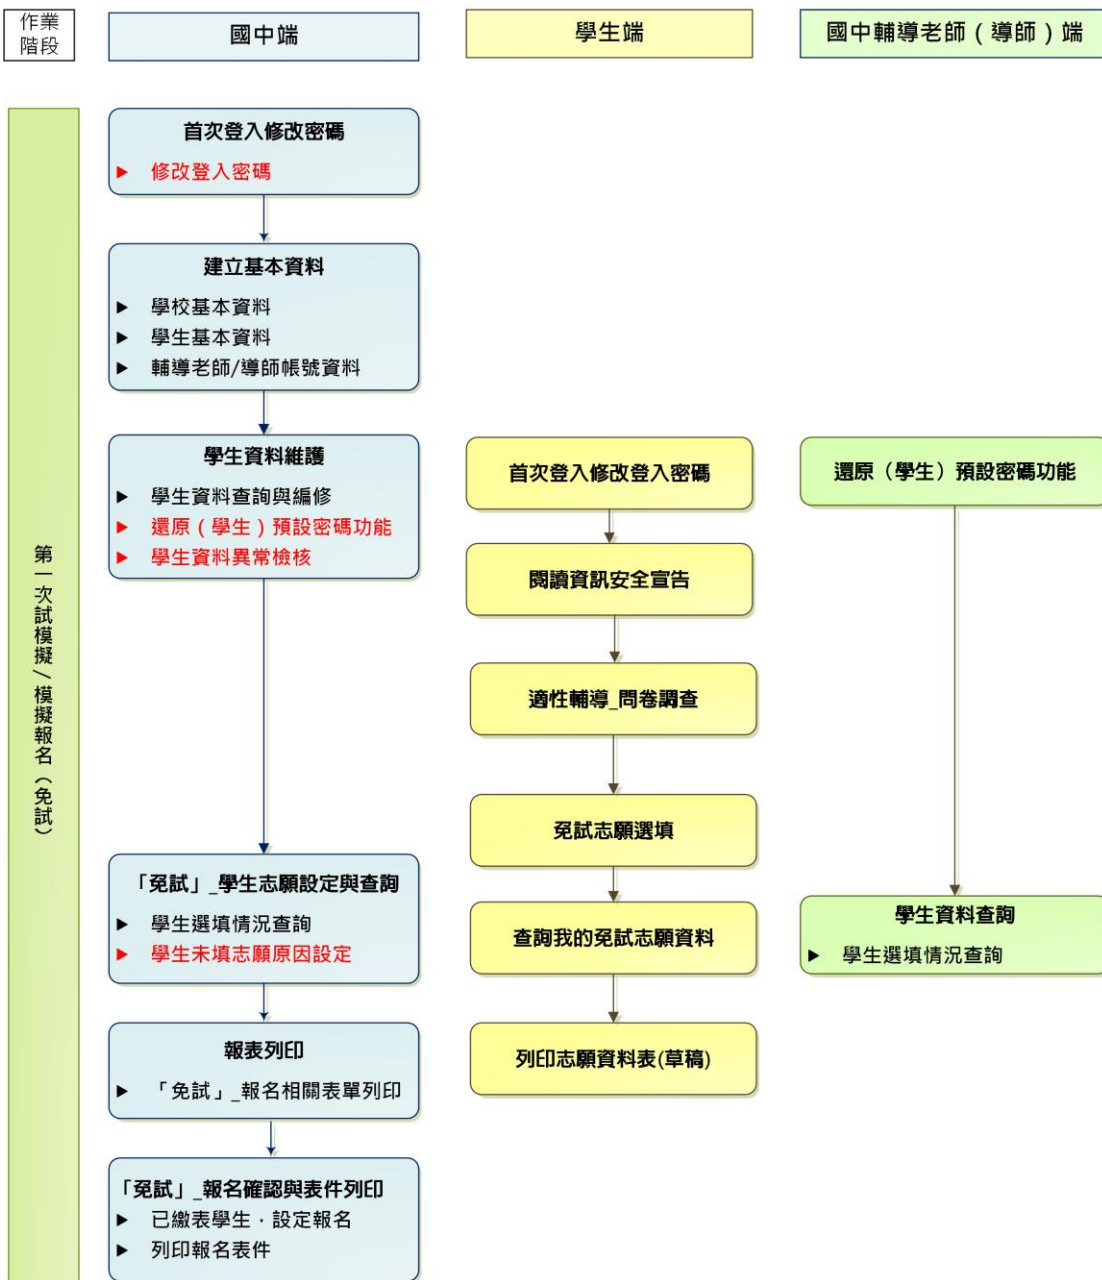 作業
階段
國中端
學生端
國中輔導老師（導師）端
第一次試模擬／模擬報名（免試）
首次登入修改密碼
▶ 修改登入密碼
建立基本資料
▶ 學校基本資料
▶ 學生基本資料
▶ 輔導老師/導師帳號資料
學生資料維護
▶ 學生資料查詢與編修
▶ 還原（學生）預設密碼功能
▶ 學生資料異常檢核
「免試」_學生志願設定與查詢
▶ 學生選填情況查詢
▶ 學生未填志願原因設定
報表列印
▶ 「免試」_報名相關表單列印
「免試」_報名確認與表件列印
▶ 已繳表學生，設定報名
▶ 列印報名表件
首次登入修改登入密碼
閱讀資訊安全宣告
適性輔導_問卷調查
免試志願選填
查詢我的免試志願資料
列印志願資料表(草稿)
還原（學生）預設密碼功能
學生資料查詢
▶ 學生選填情況查詢